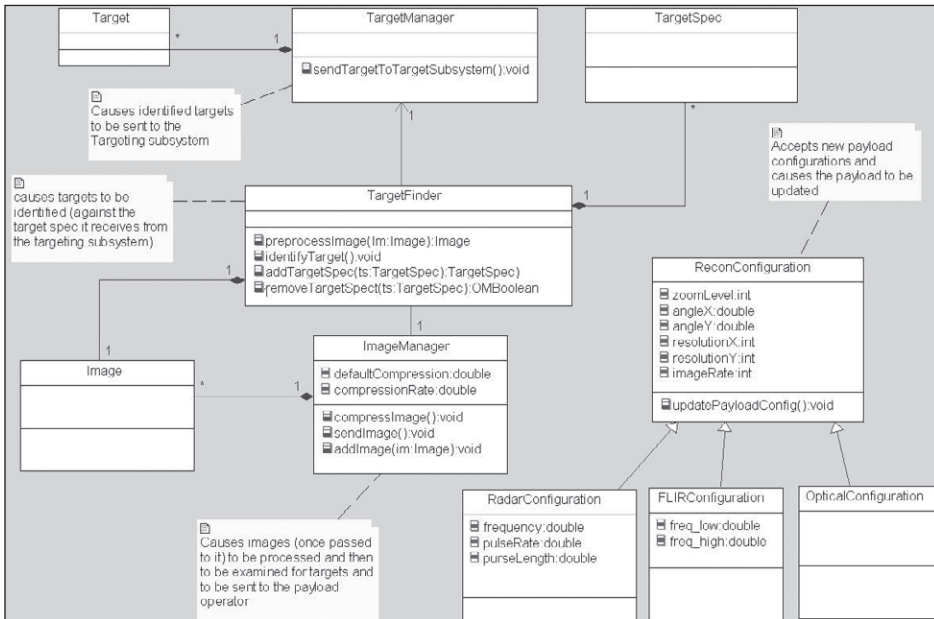 Target
TargetManager
TargetSpec
*
1
sendTargetToTargetSubsystem():void
Causes identified targets
to be sent to the
Targeting subsystem
1
*
Accepts new payload
configurations and
causes the payload to be
updated
causes targets to be
identified (against the
target spec it receives from
the targeting subsystem)
TargetFinder
1
preprocessImage(im:Image):Image
identifyTarget():void
addTargetSpec(ts:TargetSpec):TargetSpec)
removeTargetSpect(ts:TargetSpec):OMBoolean
1
ReconConfiguration
zoomLevel:int
angleX:double
angleY:double
resolutionX:int
resolutionY:int
imageRate:int
updatePayloadConfig():void
1
1
Image
*
1
ImageManager
defaultCompression:double
compressionRate:double
compressImage():void
sendImage():void
addImage(im:Image):void
Causes images (once passed
to it) to be processed and then
to be examined for targets and
to be sent to the payload
operator
RadarConfiguration
frequency:double
pulseRate:double
purseLength:double
FLIRConfiguration
freq_low:double
freq_high:double
OpticalConfiguration